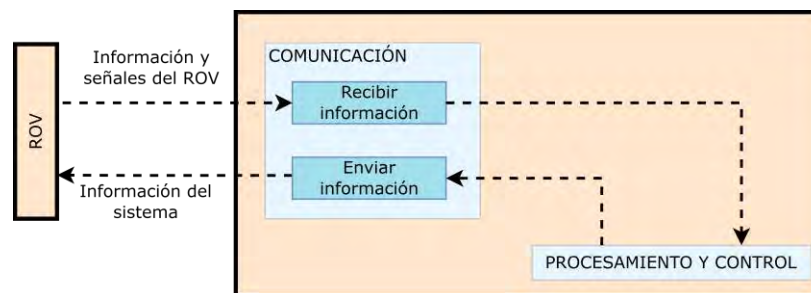 ROV
Información y
señales del ROV
Información del
sistema
COMUNICACIÓN
Recibir
información
Enviar
información
PROCESAMIENTO Y CONTROL